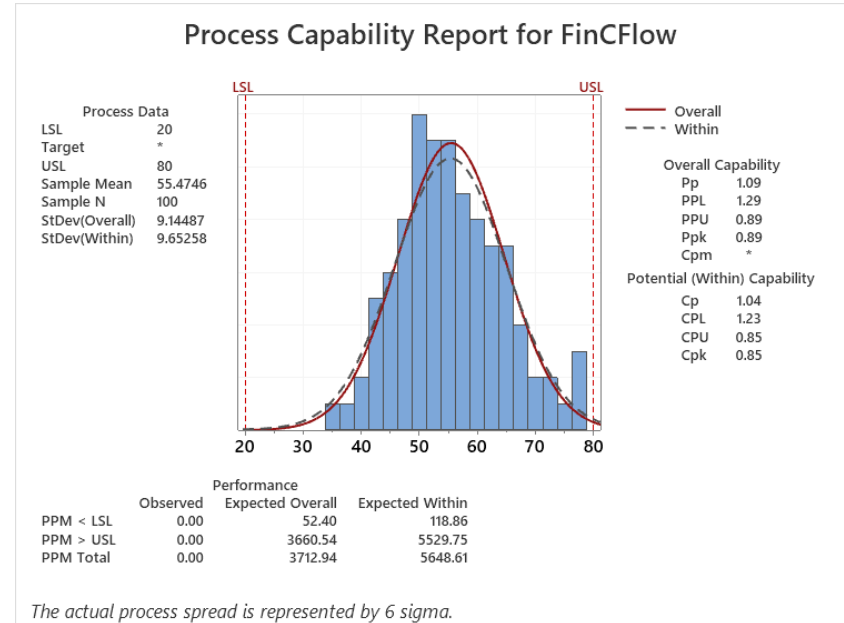 Process Capability Report for FinCFlow
LSL USL
Process Data
LSL 20
Target *
USL 80
Sample Mean 55.4746
Sample N 100
StDev(Overall) 9.14487
StDev(Within) 9.65258
Overall
Within
Overall Capability
Pp 1.09
PPL 1.29
PPU 0.89
Ppk 0.89
Cpm *
Potential (Within) Capability
Cp 1.04
CPL 1.23
CPU 0.85
Cpk 0.85
20 30 40 50 60 70 80
Performance
Observed Expected Overall Expected Within
PPM < LSL 0.00 52.40 118.86
PPM > USL 0.00 3660.54 5529.75
PPM Total 0.00 3712.94 5648.61
The actual process spread is represented by 6 sigma.